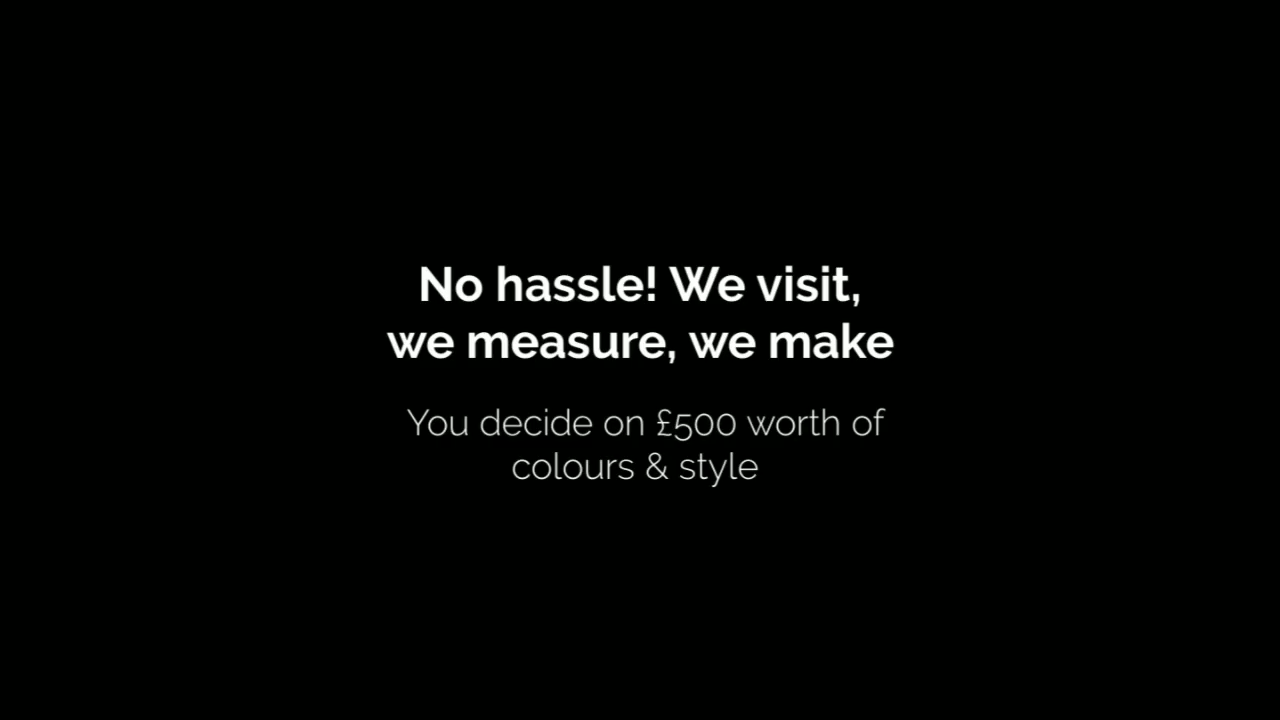 No hassle! We visit,
we measure, we make
You decide on £500 worth of
colours & style